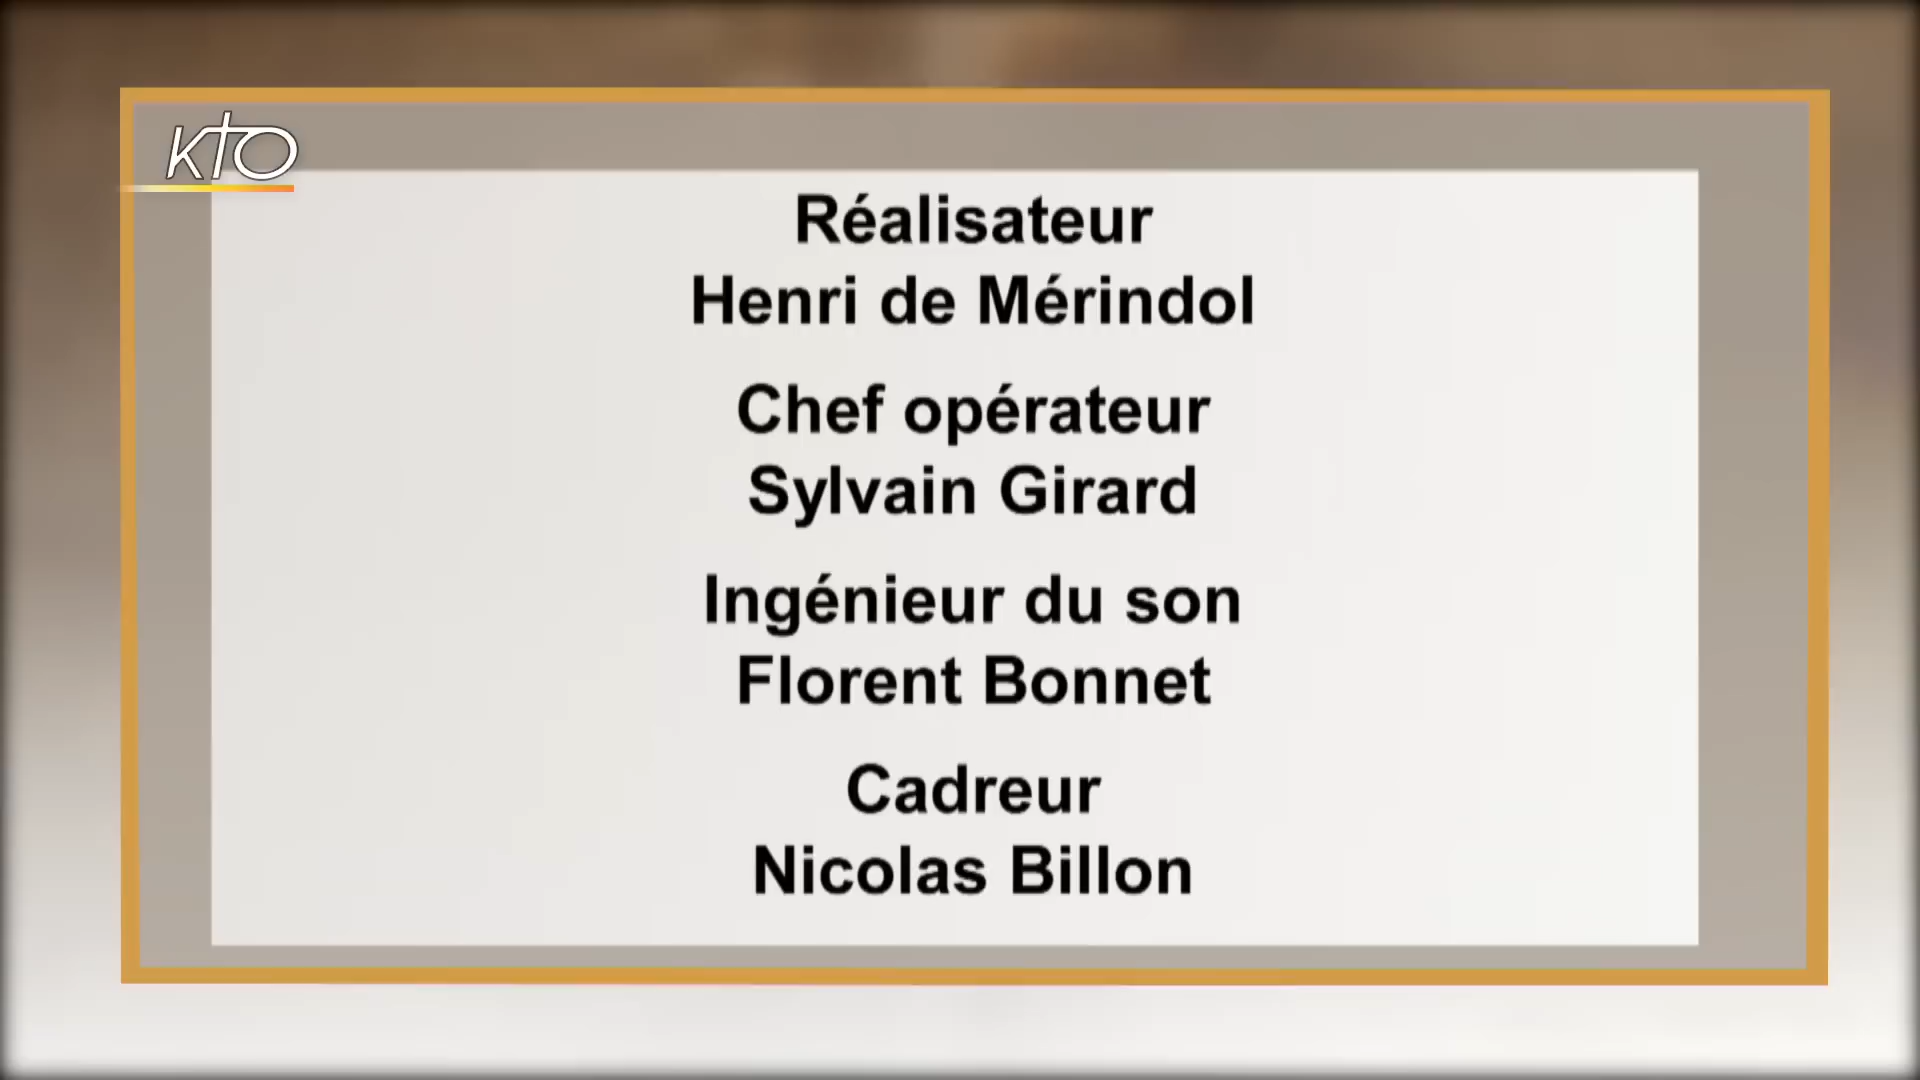 KTO
Réalisateur
Henri de Mérindol
Chef opérateur
Sylvain Girard
Ingénieur du son
Florent Bonnet
Cadreur
Nicolas Billon